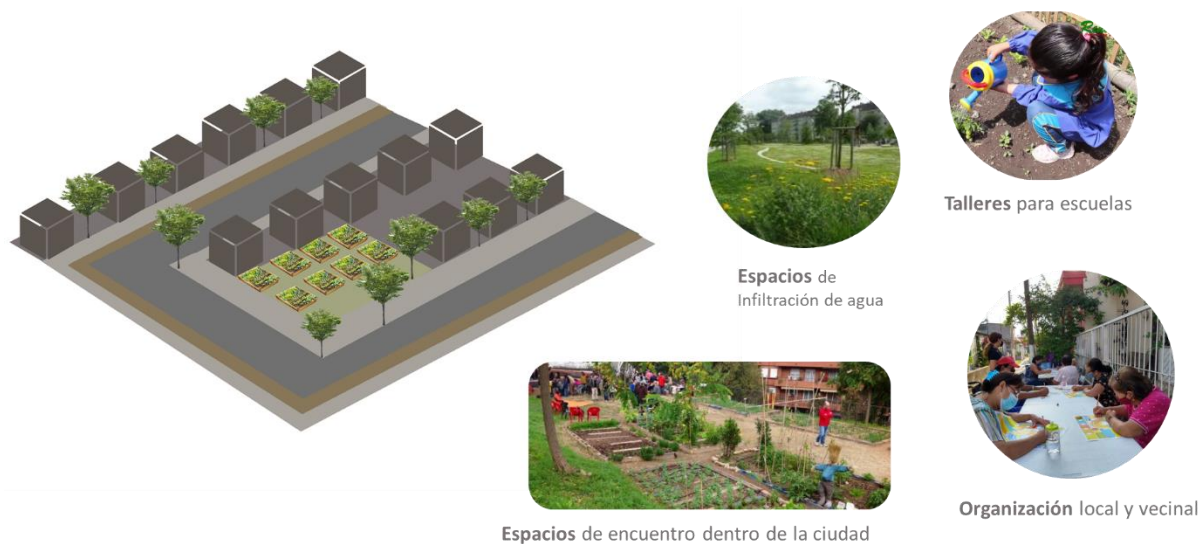 Talleres para escuelas
Espacios de
Infiltración de agua
Organización local y vecinal
Espacios de encuentro dentro de la ciudad